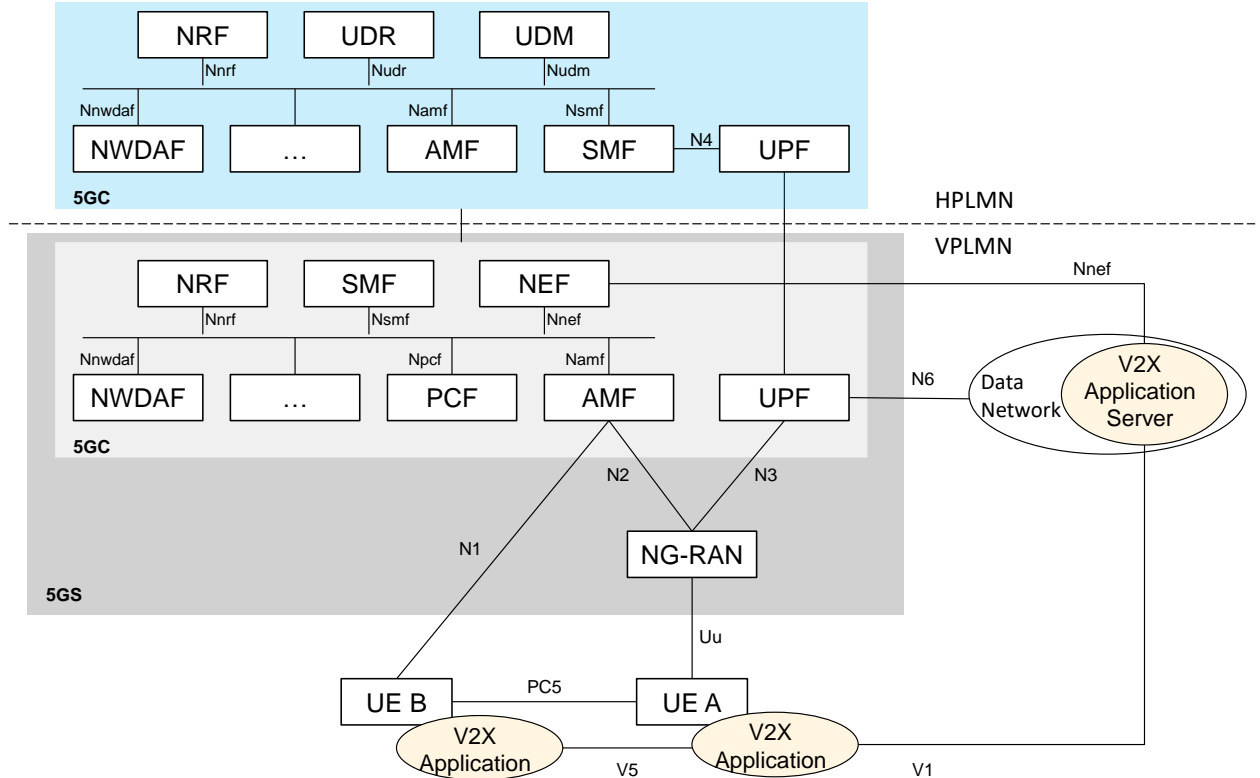 NRF
UDR
UDM
Nnrf
Nudr
Nudm
Nnwdaf
Namf
Nsmf
NWDAF
...
AMF
SMF
N4
UPF
5GC
HPLMN
VPLMN
NRF
SMF
NEF
Nnef
Nnrf
Nsmf
Nnef
Nnwdaf
Npcf
Namf
NWDAF
...
PCF
AMF
UPF
N6
Data
Network
V2X
Application
Server
5GC
N2
N3
N1
NG-RAN
5GS
Uu
UE B
PC5
UE A
V2X
Application
V2X
Application
V5
V1